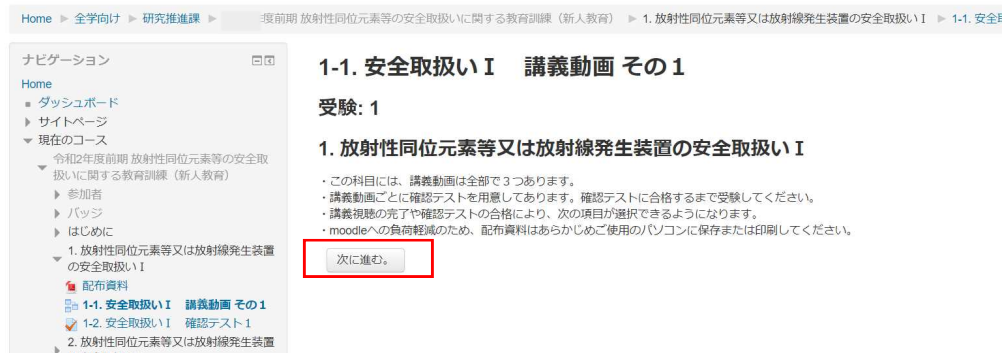 Home ▶ 全学向け ▶ 研究推進課 ▶ 度前期 放射性同位元素等の安全取扱いに関する教育訓練（新人教育） ▶ 1. 放射性同位元素等又は放射線発生装置の安全取扱い I ▶ 1-1. 安全
ナビゲーション
Home
ダッシュボード
サイトページ
現在のコース
令和2年度前期 放射性同位元素等の安全取
扱いに関する教育訓練（新人教育）
参加者
バッジ
はじめに
1. 放射性同位元素等又は放射線発生装置
の安全取扱い I
配布資料
1-1. 安全取扱い I 講義動画 その 1
1-2. 安全取扱い I 確認テスト 1
2. 放射性同位元素等又は放射線発生装置
1-1. 安全取扱い I 講義動画 その 1
受験: 1
1. 放射性同位元素等又は放射線発生装置の安全取扱い I
・この科目には、講義動画は全部で３つあります。
・講義動画ごとに確認テストを用意してあります。確認テストに合格するまで受験してください。
・講義視聴の完了や確認テストの合格により、次の項目が選択できるようになります。
・moodleへの負荷軽減のため、配布資料はあらかじめご使用のパソコンに保存または印刷してください。
次に進む。